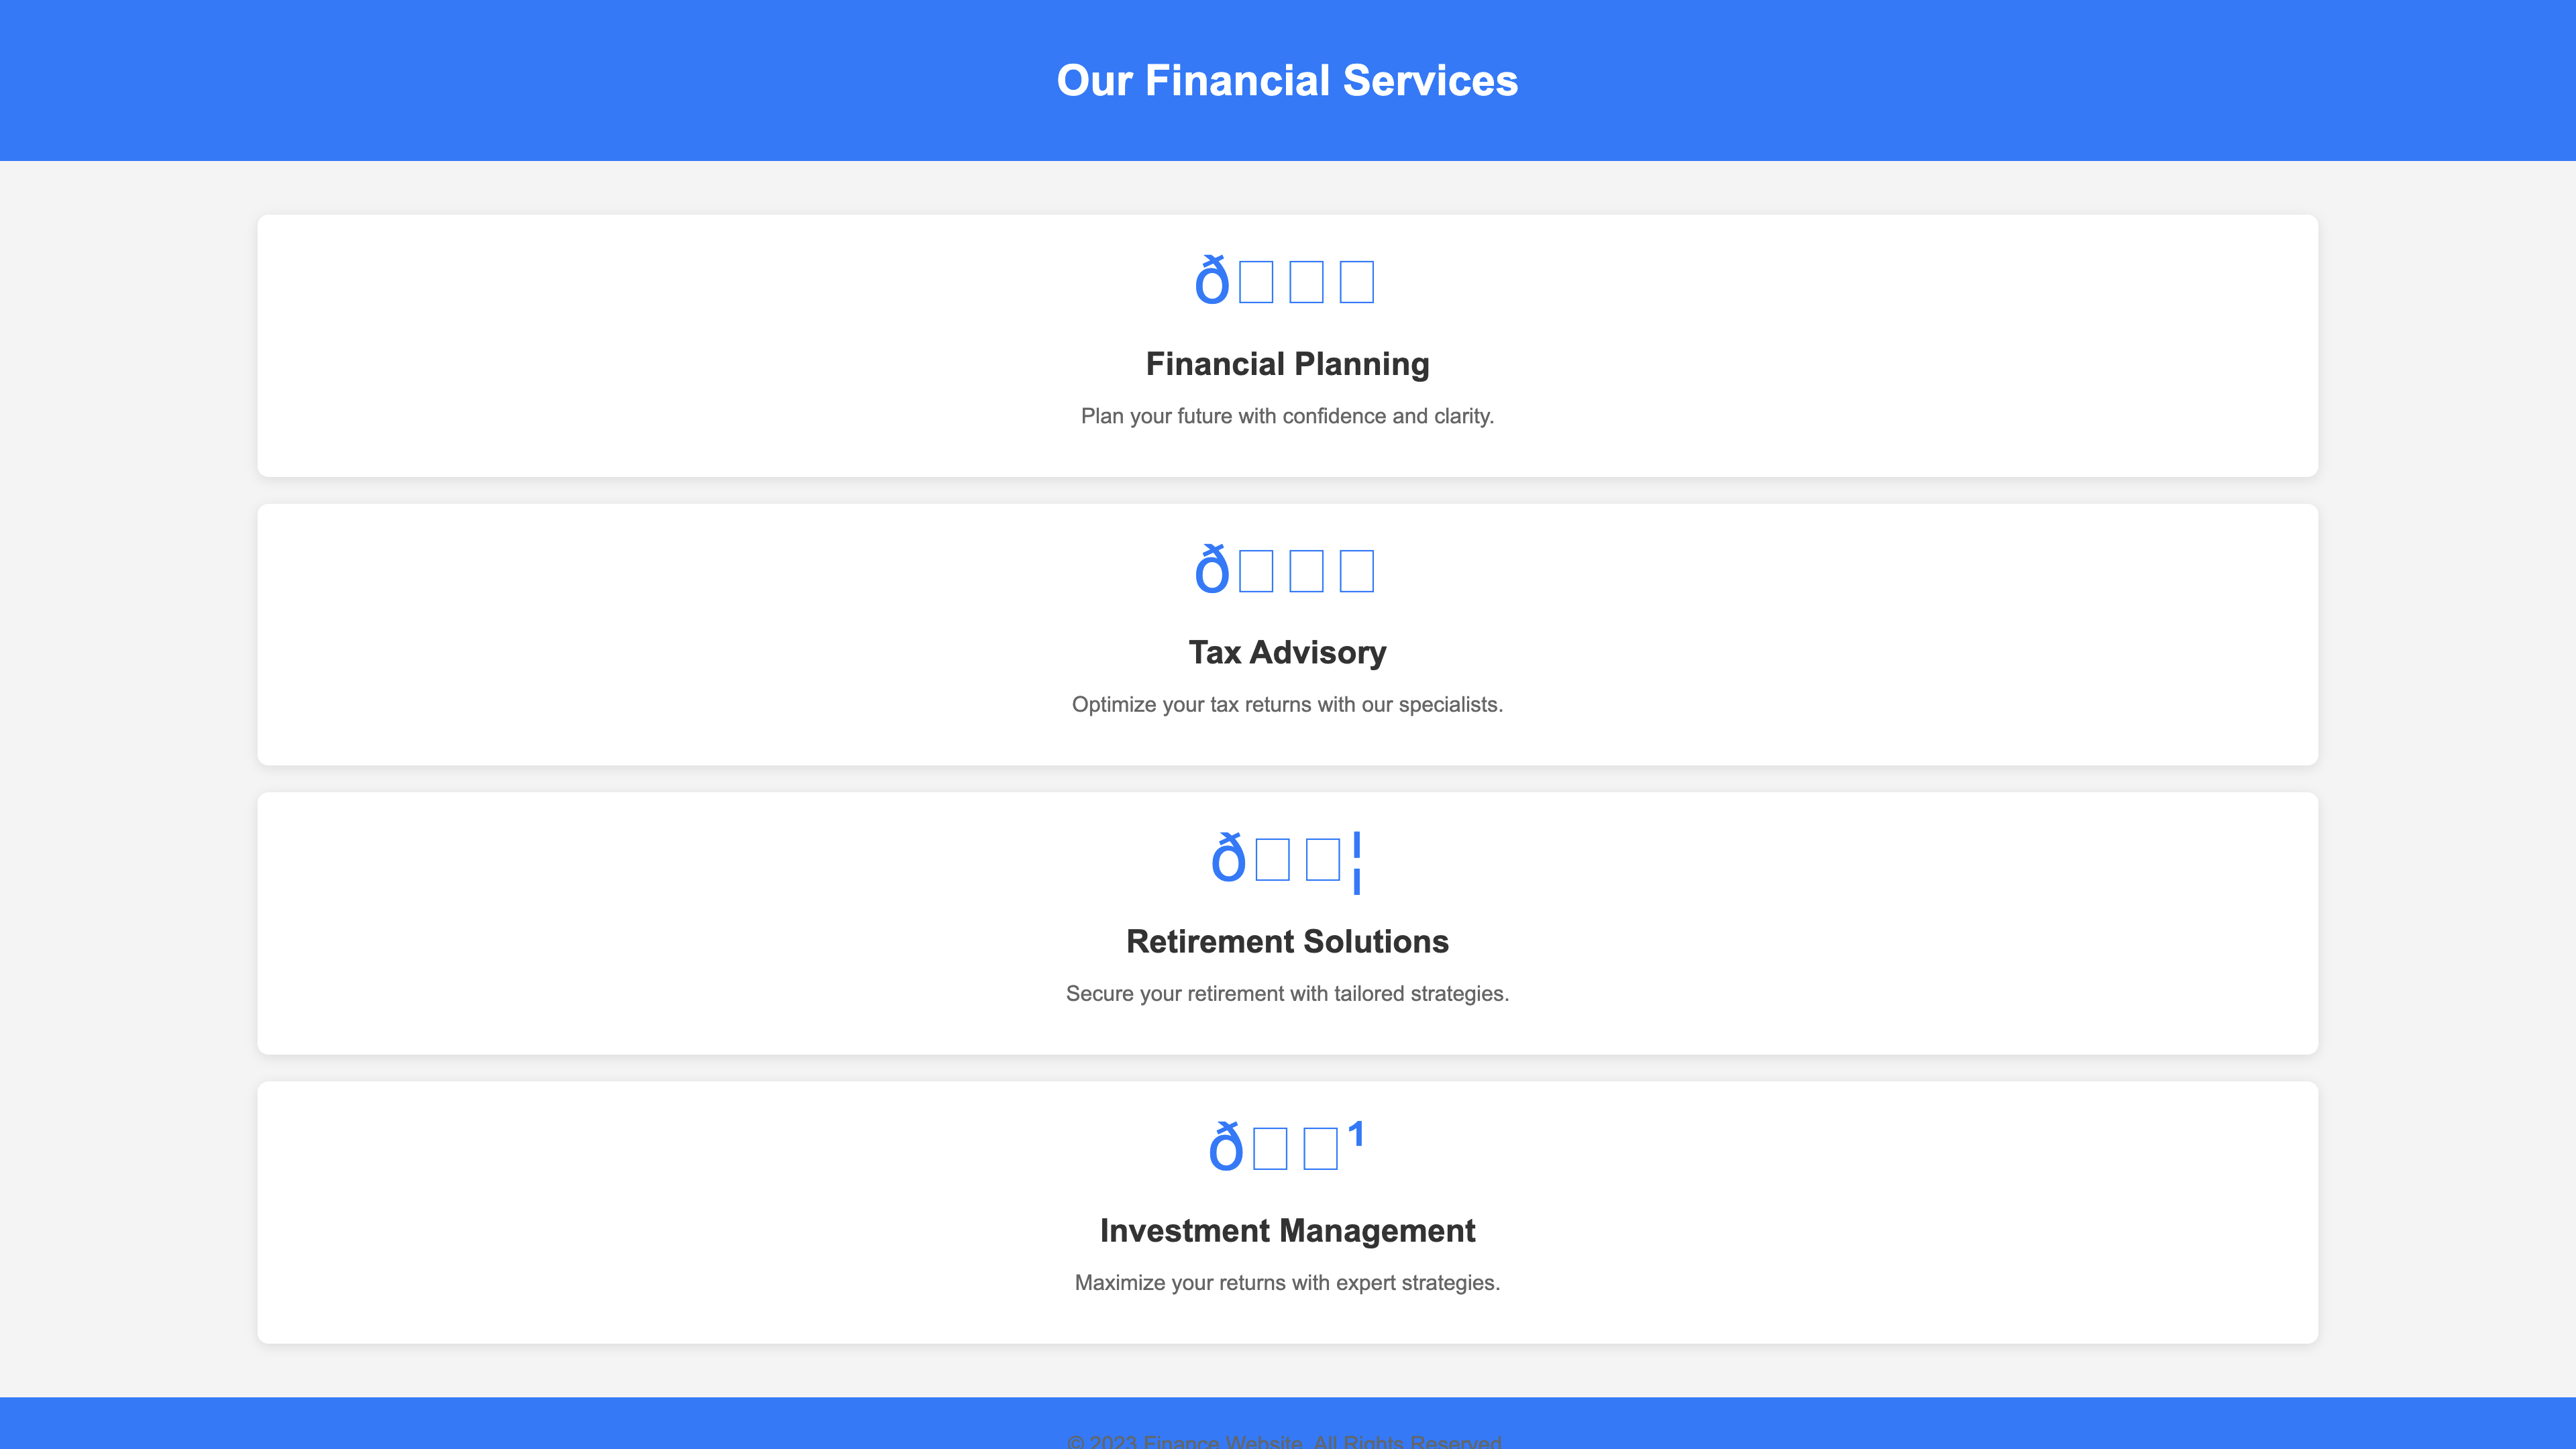 Our Financial Services
ð□□□
Financial Planning
Plan your future with confidence and clarity.
ð□□□
Tax Advisory
Optimize your tax returns with our specialists.
ð□□¦
Retirement Solutions
Secure your retirement with tailored strategies.
ð□□¹
Investment Management
Maximize your returns with expert strategies.
© 2023 Finance Website. All Rights Reserved.